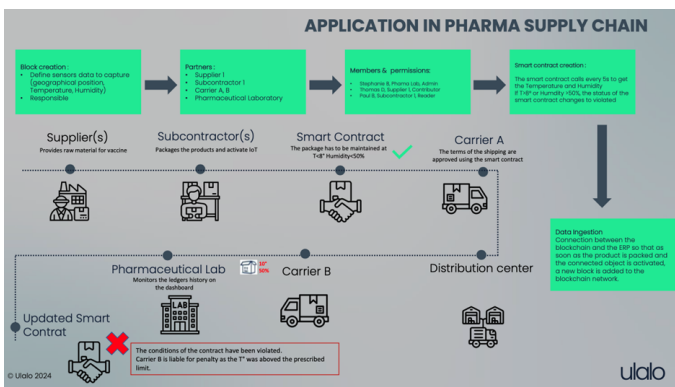 APPLICATION IN PHARMA SUPPLY CHAIN
Block creation :
• Define sensors data to capture
(geographical position,
Temperature, Humidity)
• Responsible
Partners :
• Supplier 1
• Subcontractor 1
• Carrier A, B
• Pharmaceutical Laboratory
Members & permissions :
• Stephanie B, Pharma Lab, Admin
• Thomas D, Supplier 1, Contributor
• Paul B, Subcontractor 1, Reader
Smart contract creation :
The smart contract calls every 5s to get
the Temperature and Humidity
If T<8° or Humidity <50%, the status of the
smart contract changes to violated
Supplier(s)
Provides raw material for vaccine
Subcontractor(s)
Packages the products and activate IoT
Smart Contract
The package has to be maintained at
T<8° Humidity<50%
Carrier A
The terms of the shipping are
approved using the smart contract
Data Ingestion
Connection between the
blockchain and the ERP so that as
soon as the product is packed and
the connected object is activated,
a new block is added to the
blockchain network.
Pharmaceutical Lab
Monitors the ledgers history on
the dashboard
LAB
10°
50%
Carrier B
Distribution center
Updated Smart
Contrat
The conditions of the contract have been violated.
Carrier B is liable for penalty as the T° was aboved the prescribed
limit.
© Ulalo 2024
ulalo